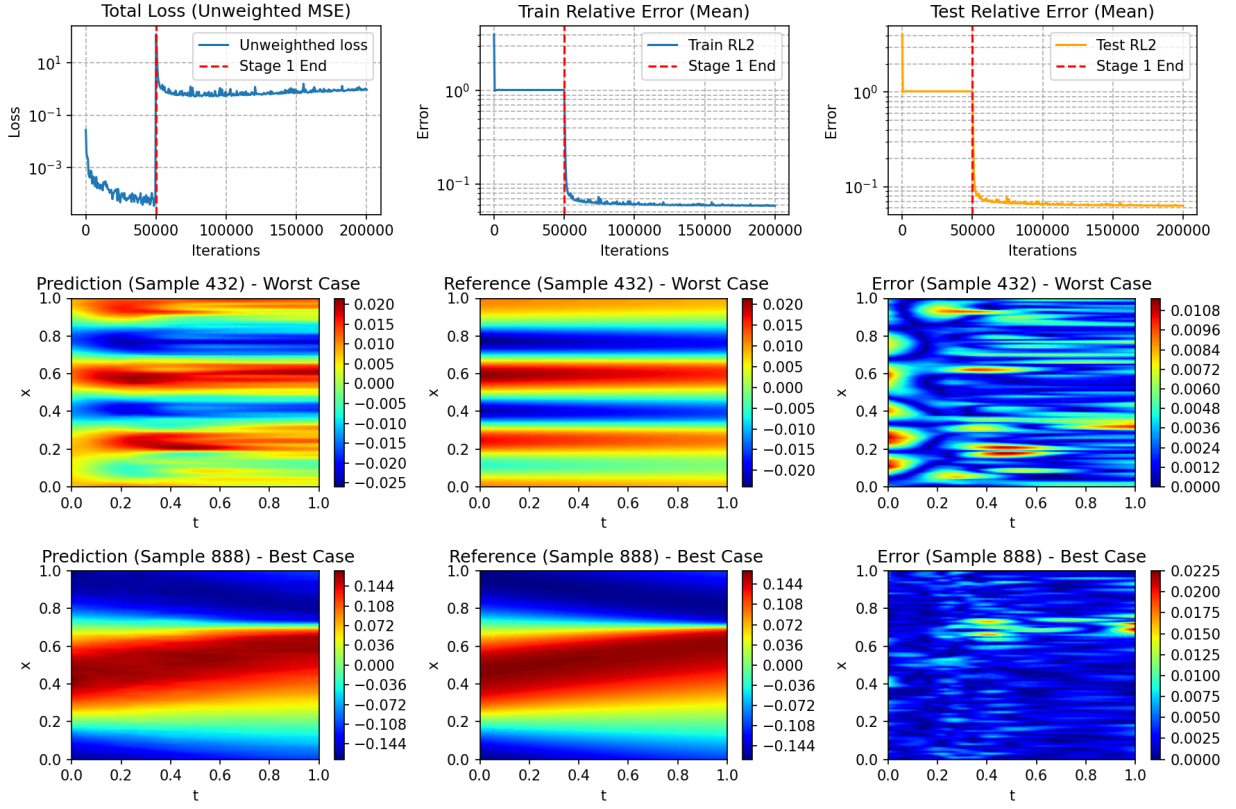 Total Loss (Unweighted MSE)
Train Relative Error (Mean)
Test Relative Error (Mean)
Loss
10¹
10⁻¹
10⁻³
Unweighthed loss
Stage 1 End
0 50000 100000 150000 200000
Iterations
Error
10⁰
10⁻¹
Train RL2
Stage 1 End
0 50000 100000 150000 200000
Iterations
Error
10⁰
10⁻¹
Test RL2
Stage 1 End
0 50000 100000 150000 200000
Iterations
Prediction (Sample 432) - Worst Case
x
1.0
0.8
0.6
0.4
0.2
0.0
0.0 0.2 0.4 0.6 0.8 1.0
t
0.020
0.015
0.010
0.005
0.000
−0.005
−0.010
−0.015
−0.020
−0.025
Reference (Sample 432) - Worst Case
x
1.0
0.8
0.6
0.4
0.2
0.0
0.0 0.2 0.4 0.6 0.8 1.0
t
0.020
0.015
0.010
0.005
0.000
−0.005
−0.010
−0.015
−0.020
Error (Sample 432) - Worst Case
x
1.0
0.8
0.6
0.4
0.2
0.0
0.0 0.2 0.4 0.6 0.8 1.0
t
0.0108
0.0096
0.0084
0.0072
0.0060
0.0048
0.0036
0.0024
0.0012
0.0000
Prediction (Sample 888) - Best Case
x
1.0
0.8
0.6
0.4
0.2
0.0
0.0 0.2 0.4 0.6 0.8 1.0
t
0.144
0.108
0.072
0.036
0.000
−0.036
−0.072
−0.108
−0.144
Reference (Sample 888) - Best Case
x
1.0
0.8
0.6
0.4
0.2
0.0
0.0 0.2 0.4 0.6 0.8 1.0
t
0.144
0.108
0.072
0.036
0.000
−0.036
−0.072
−0.108
−0.144
Error (Sample 888) - Best Case
x
1.0
0.8
0.6
0.4
0.2
0.0
0.0 0.2 0.4 0.6 0.8 1.0
t
0.0225
0.0200
0.0175
0.0150
0.0125
0.0100
0.0075
0.0050
0.0025
0.0000